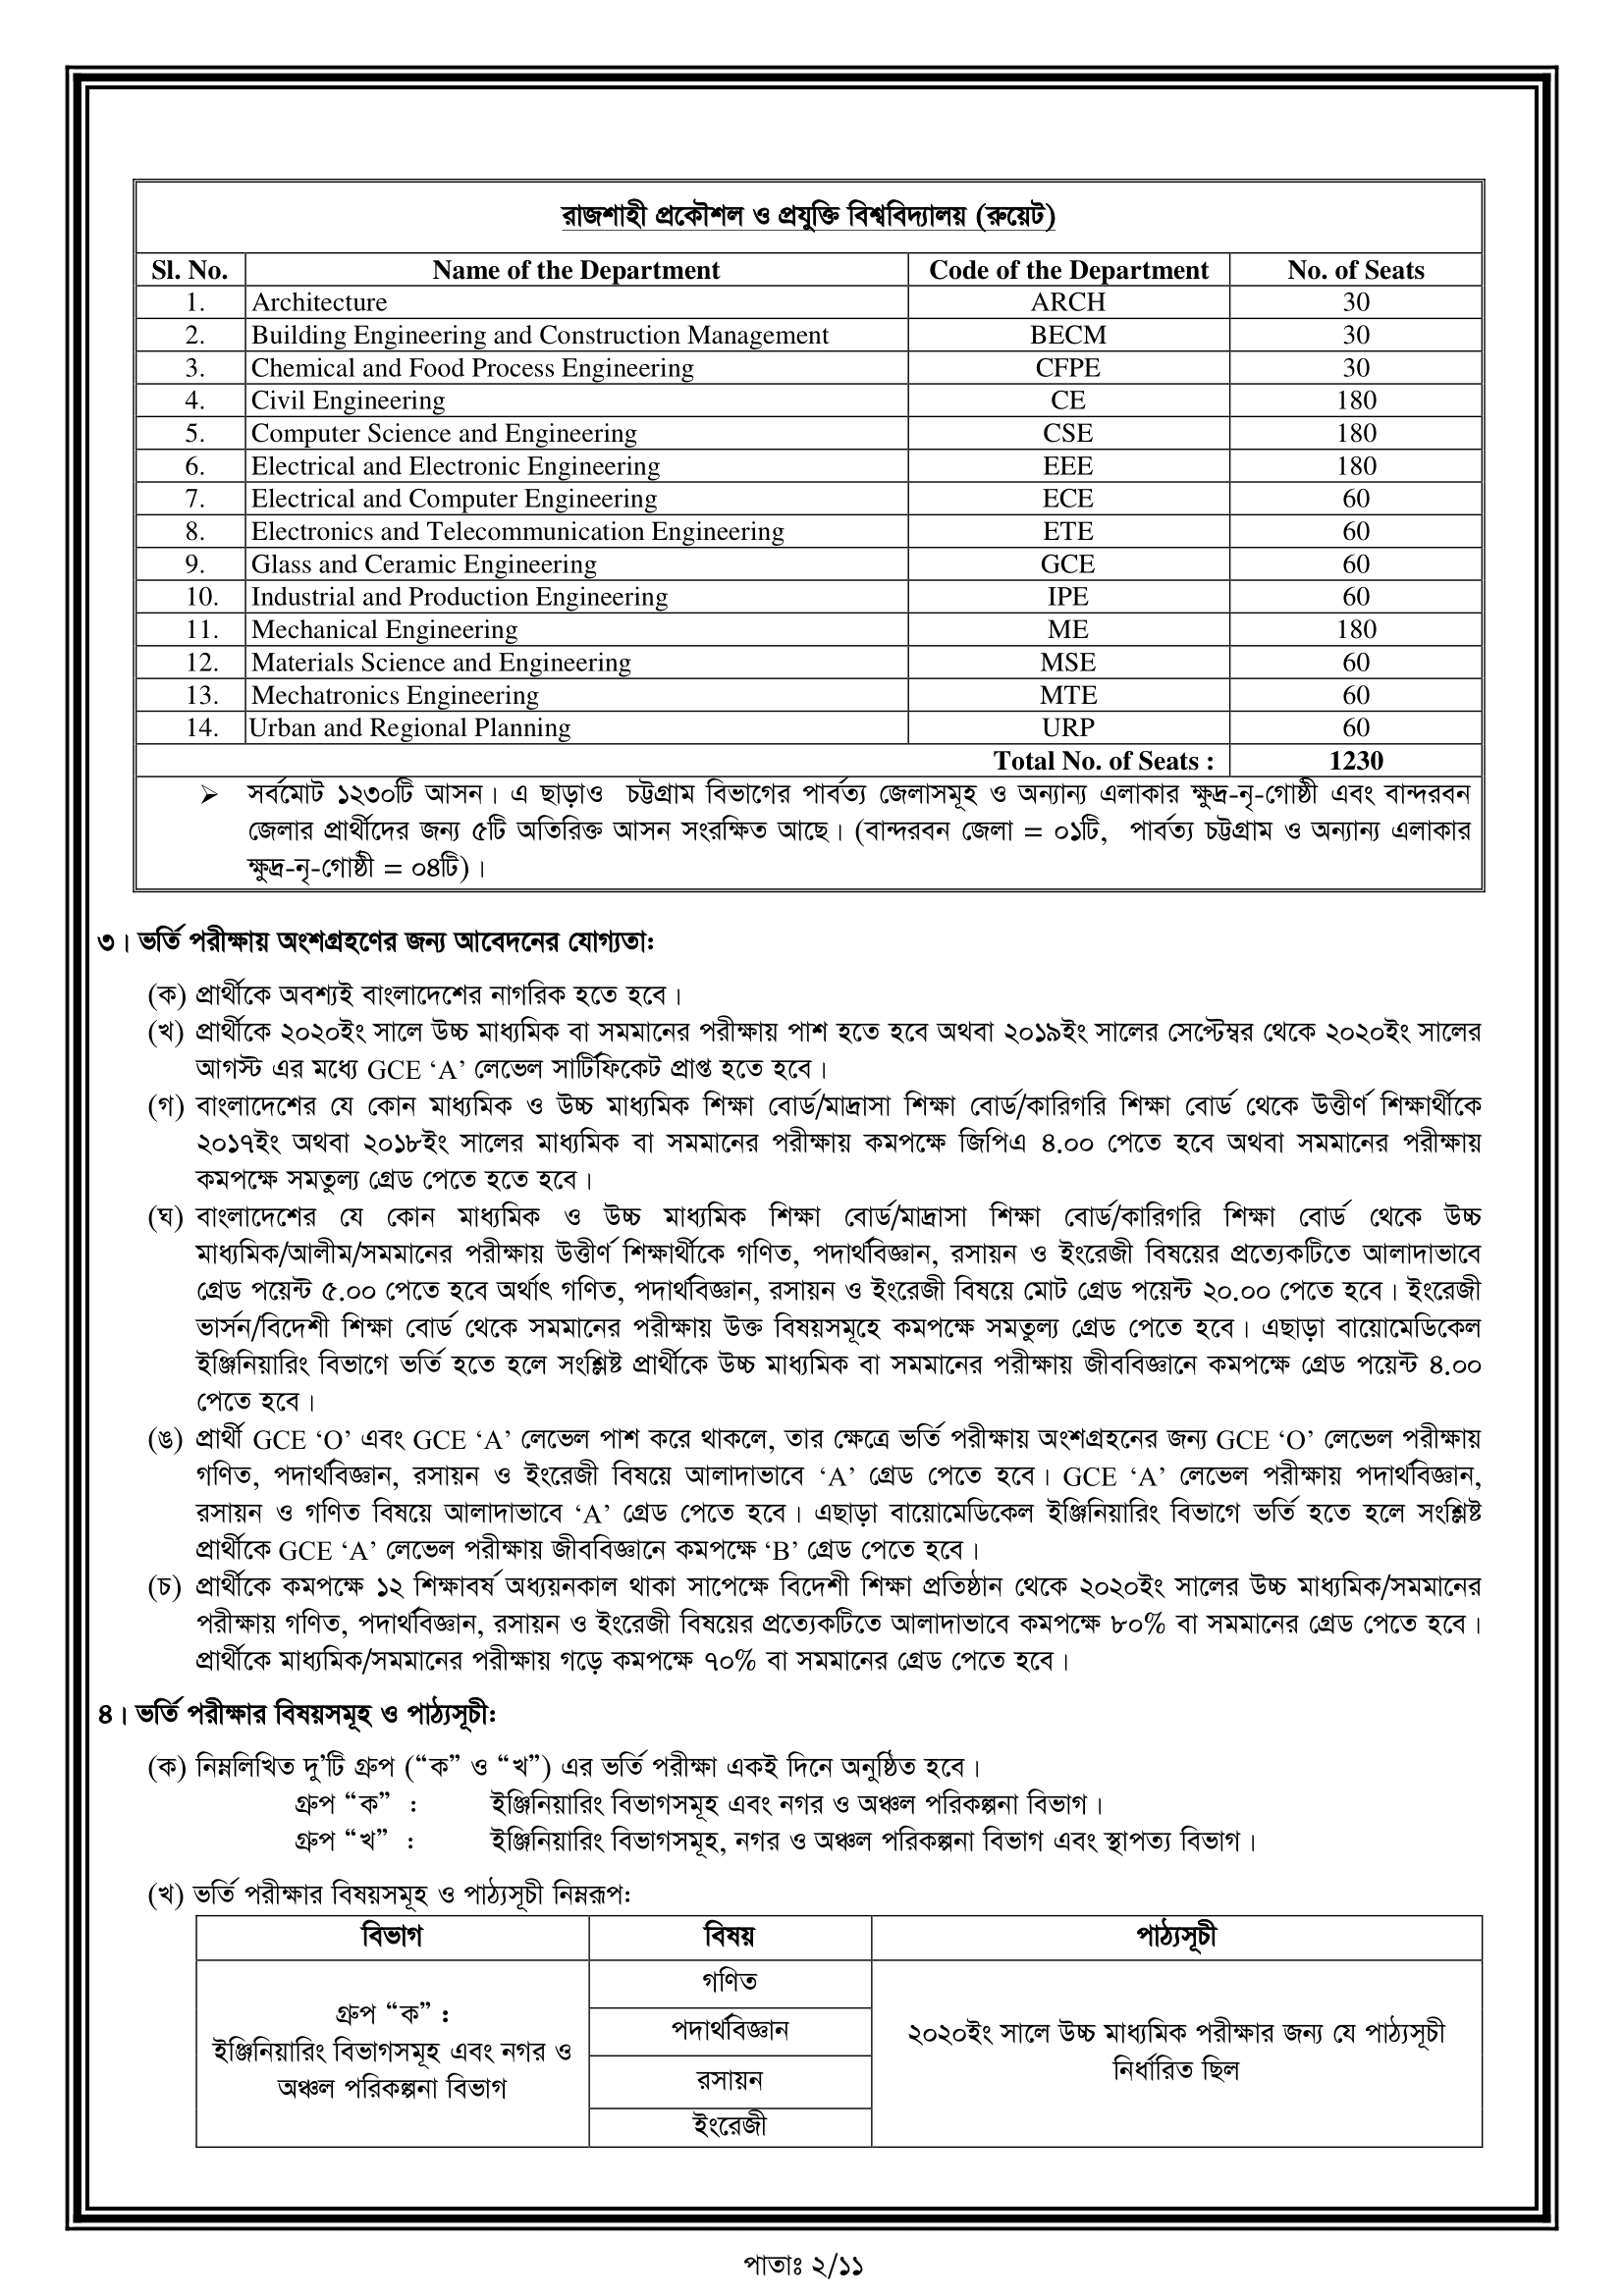 রাজশাহী প্রকৌশল ও প্রযুক্তি বিশ্ববিদ্যালয় (রুয়েট)
Sl. No. Name of the Department Code of the Department No. of Seats
1. Architecture ARCH 30
2. Building Engineering and Construction Management BECM 30
3. Chemical and Food Process Engineering CFPE 30
4. Civil Engineering CE 180
5. Computer Science and Engineering CSE 180
6. Electrical and Electronic Engineering EEE 180
7. Electrical and Computer Engineering ECE 60
8. Electronics and Telecommunication Engineering ETE 60
9. Glass and Ceramic Engineering GCE 60
10. Industrial and Production Engineering IPE 60
11. Mechanical Engineering ME 180
12. Materials Science and Engineering MSE 60
13. Mechatronics Engineering MTE 60
14. Urban and Regional Planning URP 60
Total No. of Seats : 1230
➢ সর্বমোট ১২৩০টি আসন। এ ছাড়াও চট্টগ্রাম বিভাগের পার্বত্য জেলাসমূহ ও অন্যান্য এলাকার ক্ষুদ্র-নৃ-গোষ্ঠী এবং বান্দরবন
জেলার প্রার্থীদের জন্য ৫টি অতিরিক্ত আসন সংরক্ষিত আছে। (বান্দরবন জেলা = ০১টি, পার্বত্য চট্টগ্রাম ও অন্যান্য এলাকার
ক্ষুদ্র-নৃ-গোষ্ঠী = ০৪টি)।
৩। ভর্তি পরীক্ষায় অংশগ্রহণের জন্য আবেদনের যোগ্যতা:
(ক) প্রার্থীকে অবশ্যই বাংলাদেশের নাগরিক হতে হবে।
(খ) প্রার্থীকে ২০২০ইং সালে উচ্চ মাধ্যমিক বা সমমানের পরীক্ষায় পাশ হতে হবে অথবা ২০১৯ইং সালের সেপ্টেম্বর থেকে ২০২০ইং সালের
আগস্ট এর মধ্যে GCE ‘A’ লেভেল সার্টিফিকেট প্রাপ্ত হতে হবে।
(গ) বাংলাদেশের যে কোন মাধ্যমিক ও উচ্চ মাধ্যমিক শিক্ষা বোর্ড/মাদ্রাসা শিক্ষা বোর্ড/কারিগরি শিক্ষা বোর্ড থেকে উত্তীর্ণ শিক্ষার্থীকে
২০১৭ইং অথবা ২০১৮ইং সালের মাধ্যমিক বা সমমানের পরীক্ষায় কমপক্ষে জিপিএ ৪.০০ পেতে হবে অথবা সমমানের পরীক্ষায়
কমপক্ষে সমতুল্য গ্রেড পেতে হতে হবে।
(ঘ) বাংলাদেশের যে কোন মাধ্যমিক ও উচ্চ মাধ্যমিক শিক্ষা বোর্ড/মাদ্রাসা শিক্ষা বোর্ড/কারিগরি শিক্ষা বোর্ড থেকে উচ্চ
মাধ্যমিক/আলীম/সমমানের পরীক্ষায় উত্তীর্ণ শিক্ষার্থীকে গণিত, পদার্থবিজ্ঞান, রসায়ন ও ইংরেজী বিষয়ের প্রত্যেকটিতে আলাদাভাবে
গ্রেড পয়েন্ট ৫.০০ পেতে হবে অর্থাৎ গণিত, পদার্থবিজ্ঞান, রসায়ন ও ইংরেজী বিষয়ে মোট গ্রেড পয়েন্ট ২০.০০ পেতে হবে। ইংরেজী
ভার্সন/বিদেশী শিক্ষা বোর্ড থেকে সমমানের পরীক্ষায় উক্ত বিষয়সমূহে কমপক্ষে সমতুল্য গ্রেড পেতে হবে। এছাড়া বায়োমেডিকেল
ইঞ্জিনিয়ারিং বিভাগে ভর্তি হতে হলে সংশ্লিষ্ট প্রার্থীকে উচ্চ মাধ্যমিক বা সমমানের পরীক্ষায় জীববিজ্ঞানে কমপক্ষে গ্রেড পয়েন্ট ৪.০০
পেতে হবে।
(ঙ) প্রার্থী GCE ‘O’ এবং GCE ‘A’ লেভেল পাশ করে থাকলে, তার ক্ষেত্রে ভর্তি পরীক্ষায় অংশগ্রহনের জন্য GCE ‘O’ লেভেল পরীক্ষায়
গণিত, পদার্থবিজ্ঞান, রসায়ন ও ইংরেজী বিষয়ে আলাদাভাবে ‘A’ গ্রেড পেতে হবে। GCE ‘A’ লেভেল পরীক্ষায় পদার্থবিজ্ঞান,
রসায়ন ও গণিত বিষয়ে আলাদাভাবে ‘A’ গ্রেড পেতে হবে। এছাড়া বায়োমেডিকেল ইঞ্জিনিয়ারিং বিভাগে ভর্তি হতে হলে সংশ্লিষ্ট
প্রার্থীকে GCE ‘A’ লেভেল পরীক্ষায় জীববিজ্ঞানে কমপক্ষে ‘B’ গ্রেড পেতে হবে।
(চ) প্রার্থীকে কমপক্ষে ১২ শিক্ষাবর্ষ অধ্যয়নকাল থাকা সাপেক্ষে বিদেশী শিক্ষা প্রতিষ্ঠান থেকে ২০২০ইং সালের উচ্চ মাধ্যমিক/সমমানের
পরীক্ষায় গণিত, পদার্থবিজ্ঞান, রসায়ন ও ইংরেজী বিষয়ের প্রত্যেকটিতে আলাদাভাবে কমপক্ষে ৮০% বা সমমানের গ্রেড পেতে হবে।
প্রার্থীকে মাধ্যমিক/সমমানের পরীক্ষায় গড়ে কমপক্ষে ৭০% বা সমমানের গ্রেড পেতে হবে।
৪। ভর্তি পরীক্ষার বিষয়সমূহ ও পাঠ্যসূচী:
(ক) নিম্নলিখিত দু’টি গ্রুপ (“ক” ও “খ”) এর ভর্তি পরীক্ষা একই দিনে অনুষ্ঠিত হবে।
গ্রুপ “ক” : ইঞ্জিনিয়ারিং বিভাগসমূহ এবং নগর ও অঞ্চল পরিকল্পনা বিভাগ।
গ্রুপ “খ” : ইঞ্জিনিয়ারিং বিভাগসমূহ, নগর ও অঞ্চল পরিকল্পনা বিভাগ এবং স্থাপত্য বিভাগ।
(খ) ভর্তি পরীক্ষার বিষয়সমূহ ও পাঠ্যসূচী নিম্নরূপ:
বিভাগ বিষয় পাঠ্যসূচী
গ্রুপ “ক” :
ইঞ্জিনিয়ারিং বিভাগসমূহ এবং নগর ও
অঞ্চল পরিকল্পনা বিভাগ
গণিত
পদার্থবিজ্ঞান
রসায়ন
ইংরেজী
২০২০ইং সালে উচ্চ মাধ্যমিক পরীক্ষার জন্য যে পাঠ্যসূচী
নির্ধারিত ছিল
পাতাঃ ২/১১